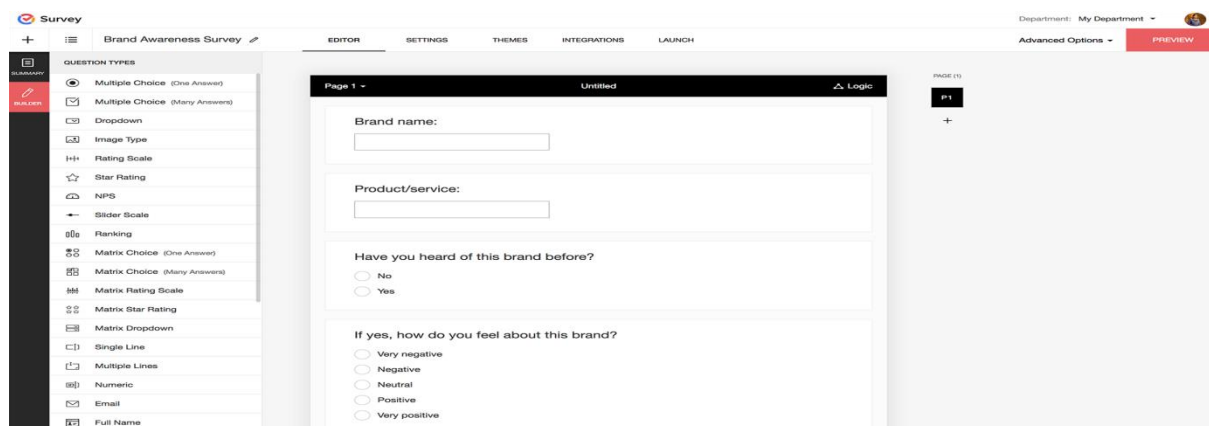 Survey
Department: My Department
Brand Awareness Survey
EDITOR
SETTINGS
THEMES
INTEGRATIONS
LAUNCH
Advanced Options
PREVIEW
SUMMARY
BUILDER
QUESTION TYPES
Multiple Choice (One Answer)
Multiple Choice (Many Answers)
Dropdown
Image Type
Rating Scale
Star Rating
NPS
Slider Scale
Ranking
Matrix Choice (One Answer)
Matrix Choice (Many Answers)
Matrix Rating Scale
Matrix Star Rating
Matrix Dropdown
Single Line
Multiple Lines
Numeric
Email
Full Name
Page 1
Untitled
Logic
Brand name:
Product/service:
Have you heard of this brand before?
No
Yes
If yes, how do you feel about this brand?
Very negative
Negative
Neutral
Positive
Very positive
PAGE (1)
P1